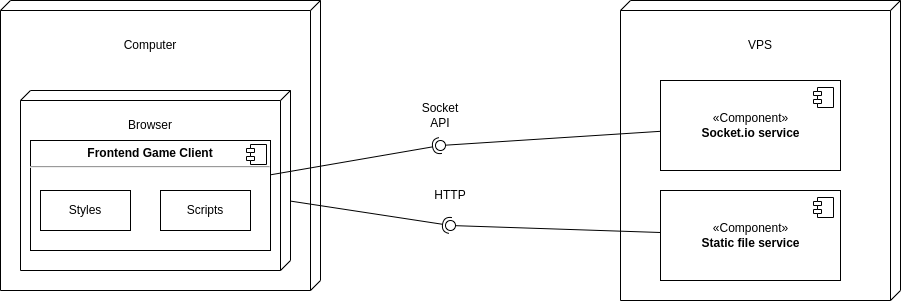 Computer
VPS
Browser
Frontend Game Client
Styles
Scripts
Socket
API
HTTP
«Component»
Socket.io service
«Component»
Static file service